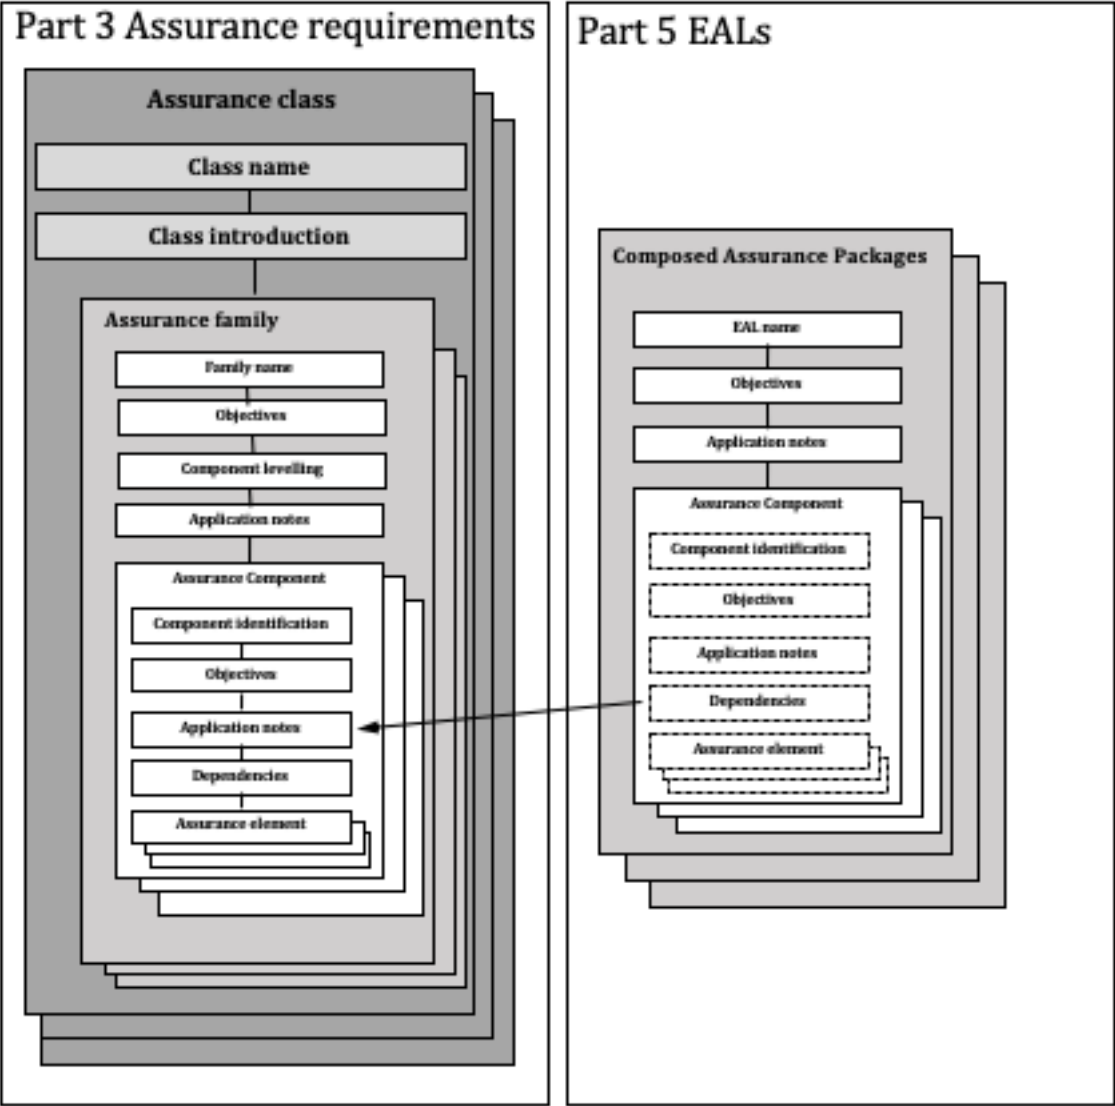 Part 3 Assurance requirements
Assurance class
Class name
Class introduction
Assurance family
Family name
Objectives
Component levelling
Application notes
Assurance Component
Component identification
Objectives
Application notes
Dependencies
Assurance element
Part 5 EALs
Composed Assurance Packages
EAL name
Objectives
Application notes
Assurance Component
Component identification
Objectives
Application notes
Dependencies
Assurance element